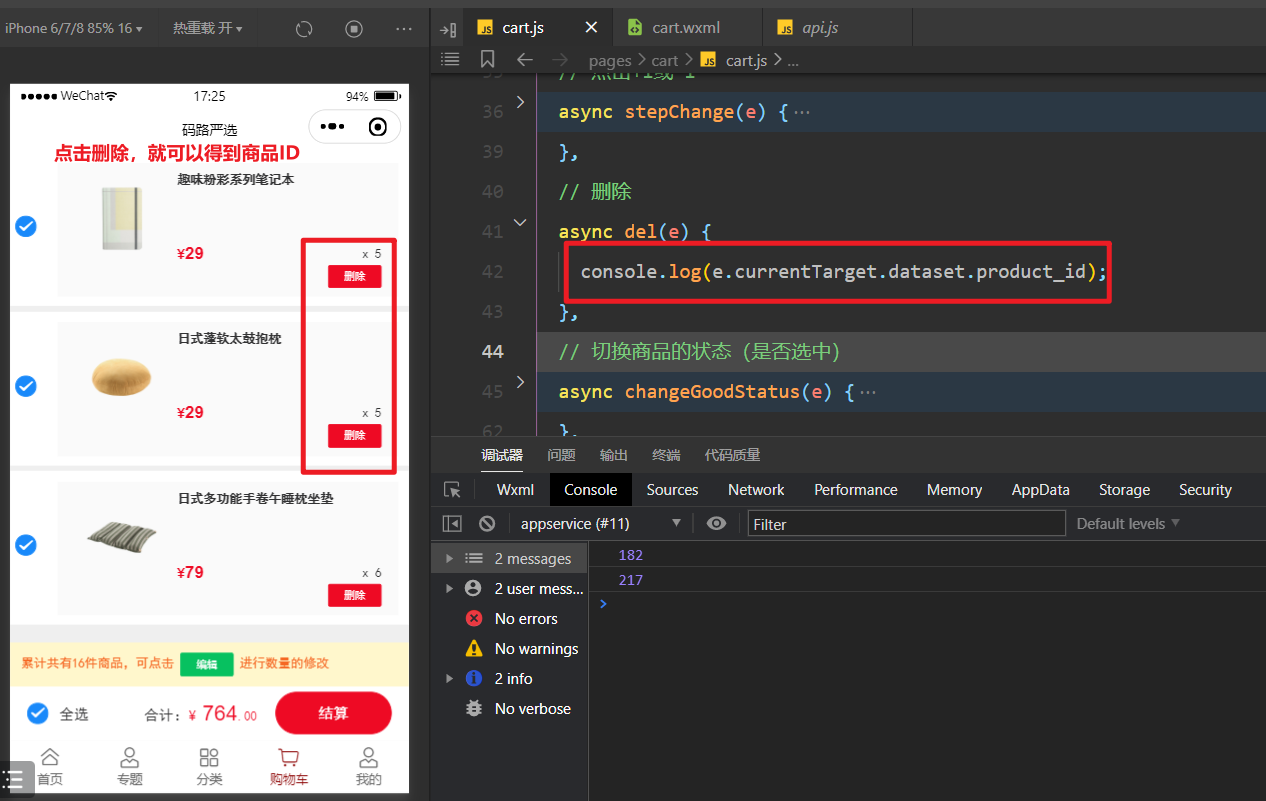 iPhone 6/7/8 85% 16 ▾
热重载 开 ▾
WeChat
17:25
94%
码路严选
点击删除，就可以得到商品ID
趣味粉彩系列笔记本
¥29
x 5
删除
日式蓬软太鼓抱枕
¥29
x 5
删除
日式多功能手卷午睡枕坐垫
¥79
x 6
删除
累计共有16件商品，可点击 编辑 进行数量的修改
全选
合计：¥ 764.00
结算
首页
专题
分类
购物车
我的
JS cart.js
cart.wxml
JS api.js
pages > cart > JS cart.js > ...
// 点击+1或-1
36 async stepChange(e) { ···
39 },
40 // 删除
41 async del(e) {
42 console.log(e.currentTarget.dataset.product_id);
43 },
44 // 切换商品的状态（是否选中）
45 async changeGoodStatus(e) { ···
62 },
调试器 问题 输出 终端 代码质量
Wxml Console Sources Network Performance Memory AppData Storage Security
appservice (#11)
Filter
Default levels
2 messages
2 user mess...
No errors
No warnings
2 info
No verbose
182
217